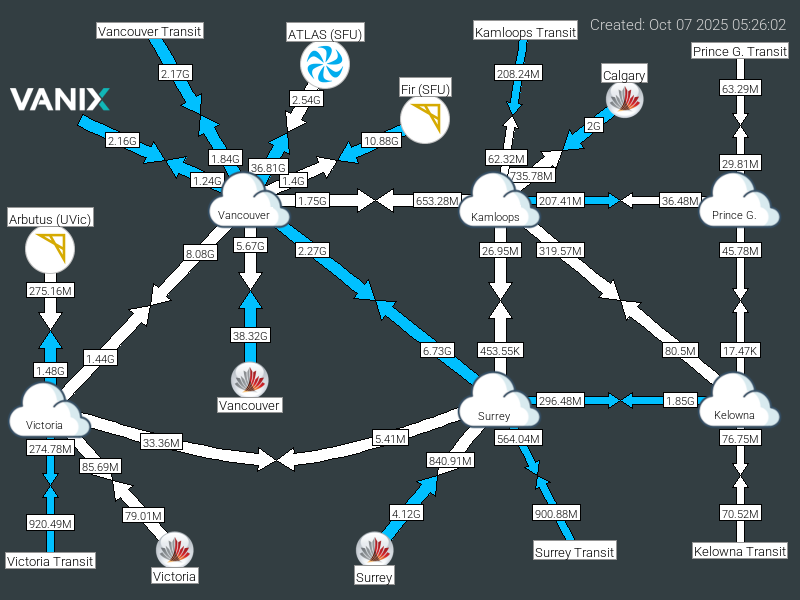 Created: Oct 07 2025 05:26:02
Vancouver Transit
ATLAS (SFU)
Kamloops Transit
Prince G. Transit
2.17G
208.24M
Calgary
63.29M
VANIX
2.54G
Fir (SFU)
2G
2.16G
10.88G
1.84G
36.81G
62.32M
29.81M
1.24G
1.4G
735.78M
1.75G
653.28M
207.41M
36.48M
Arbutus (UVic)
Vancouver
Kamloops
Prince G.
8.08G
5.67G
2.27G
26.95M
319.57M
45.78M
275.16M
38.32G
1.48G
1.44G
6.73G
453.55K
80.5M
17.47K
Vancouver
296.48M
1.85G
Victoria
Surrey
Kelowna
33.36M
5.41M
564.04M
76.75M
274.78M
85.69M
840.91M
920.49M
79.01M
4.12G
900.88M
70.52M
Victoria Transit
Victoria
Surrey
Surrey Transit
Kelowna Transit